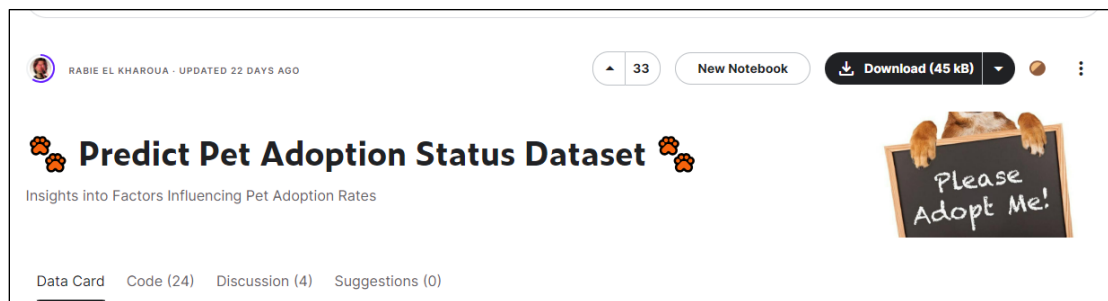 RABIE EL KHAROUA · UPDATED 22 DAYS AGO
33
New Notebook
Download (45 kB)
Predict Pet Adoption Status Dataset
Insights into Factors Influencing Pet Adoption Rates
Please
Adopt Me!
Data Card Code (24) Discussion (4) Suggestions (0)